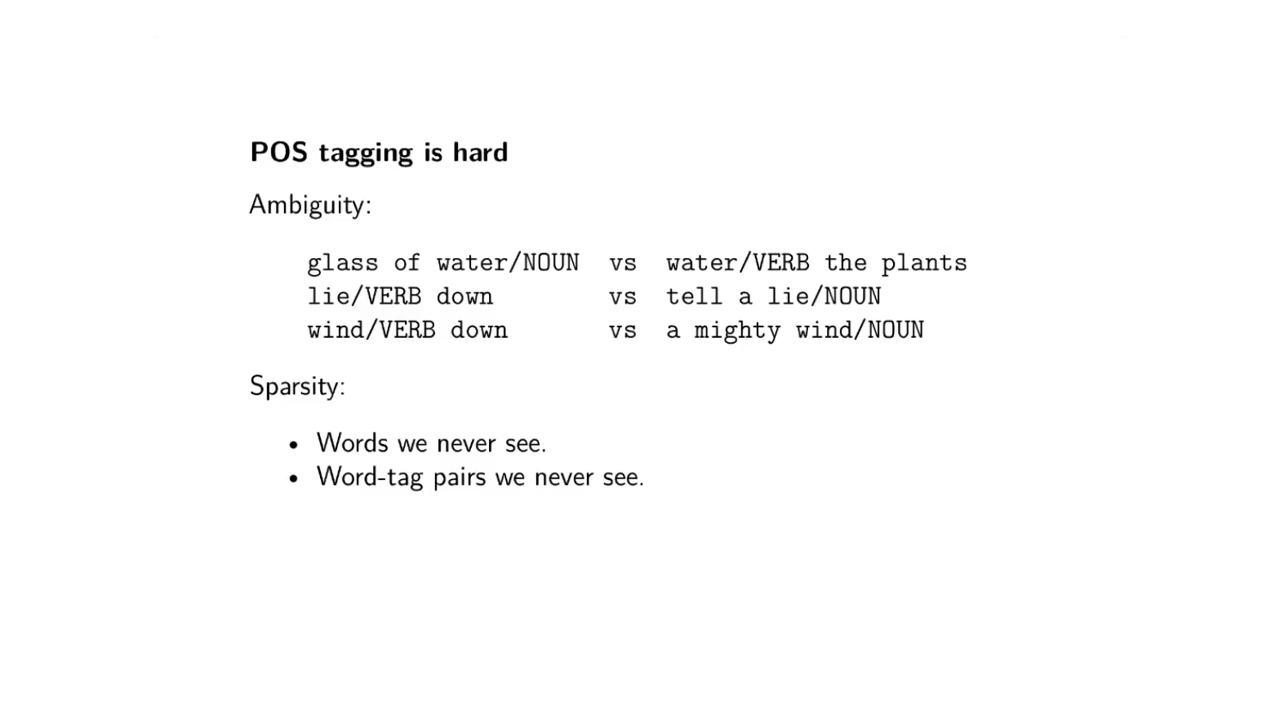 POS tagging is hard
Ambiguity:
glass of water/NOUN vs water/VERB the plants
lie/VERB down vs tell a lie/NOUN
wind/VERB down vs a mighty wind/NOUN
Sparsity:
• Words we never see.
• Word-tag pairs we never see.